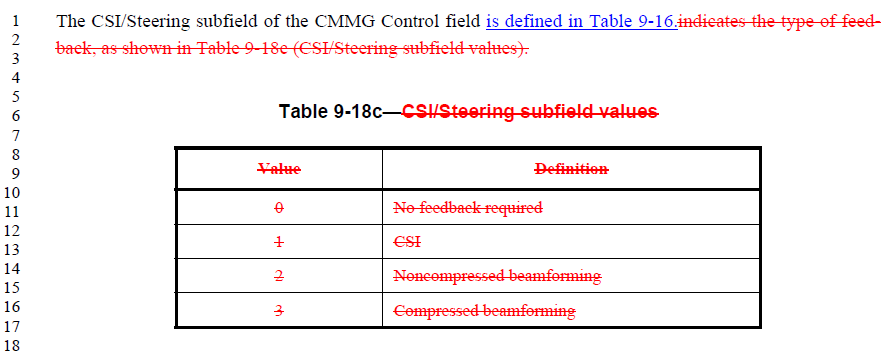 1 The CSI/Steering subfield of the CMMG Control field is defined in Table 9-16.indicates the type of feed-
2 back, as shown in Table 9-18c (CSI/Steering subfield values).
3
4
5
6 Table 9-18c—CSI/Steering subfield values
7
8
9 Value Definition
10
11 0 No feedback required
12
13 1 CSI
14 2 Noncompressed beamforming
15
16 3 Compressed beamforming
17
18